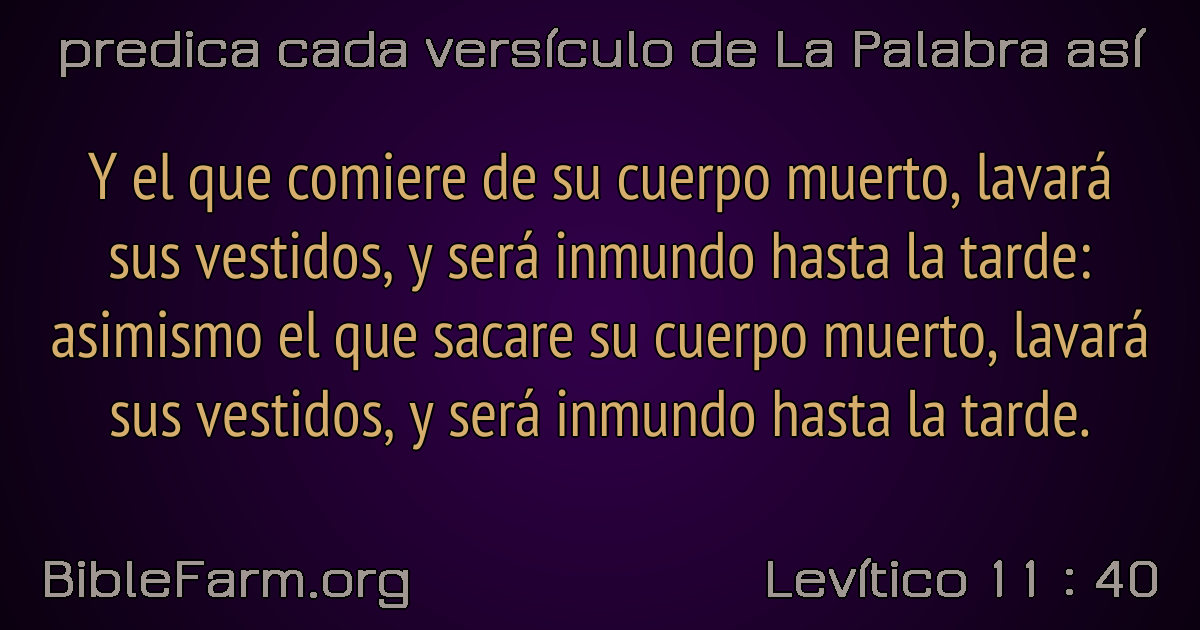 predica cada versículo de La Palabra así
Y el que comiere de su cuerpo muerto, lavará
sus vestidos, y será inmundo hasta la tarde:
asimismo el que sacare su cuerpo muerto, lavará
sus vestidos, y será inmundo hasta la tarde.
BibleFarm.org
Levítico 11 : 40